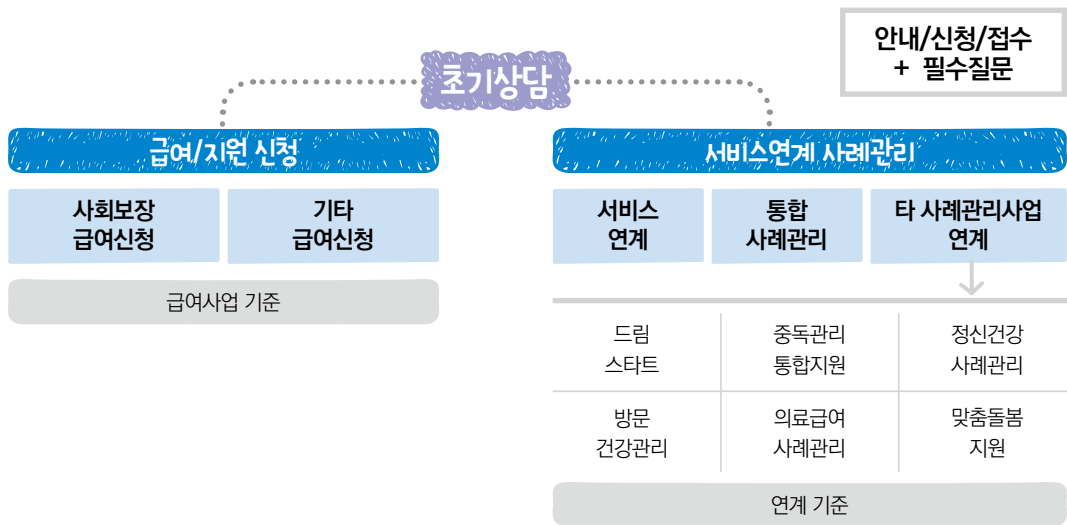 안내/신청/접수
+ 필수질문
초기상담
급여/지원 신청
사회보장
급여신청
기타
급여신청
급여사업 기준
서비스연계 사례관리
서비스
연계
통합
사례관리
타 사례관리사업
연계
드림
스타트
중독관리
통합지원
정신건강
사례관리
방문
건강관리
의료급여
사례관리
맞춤돌봄
지원
연계 기준